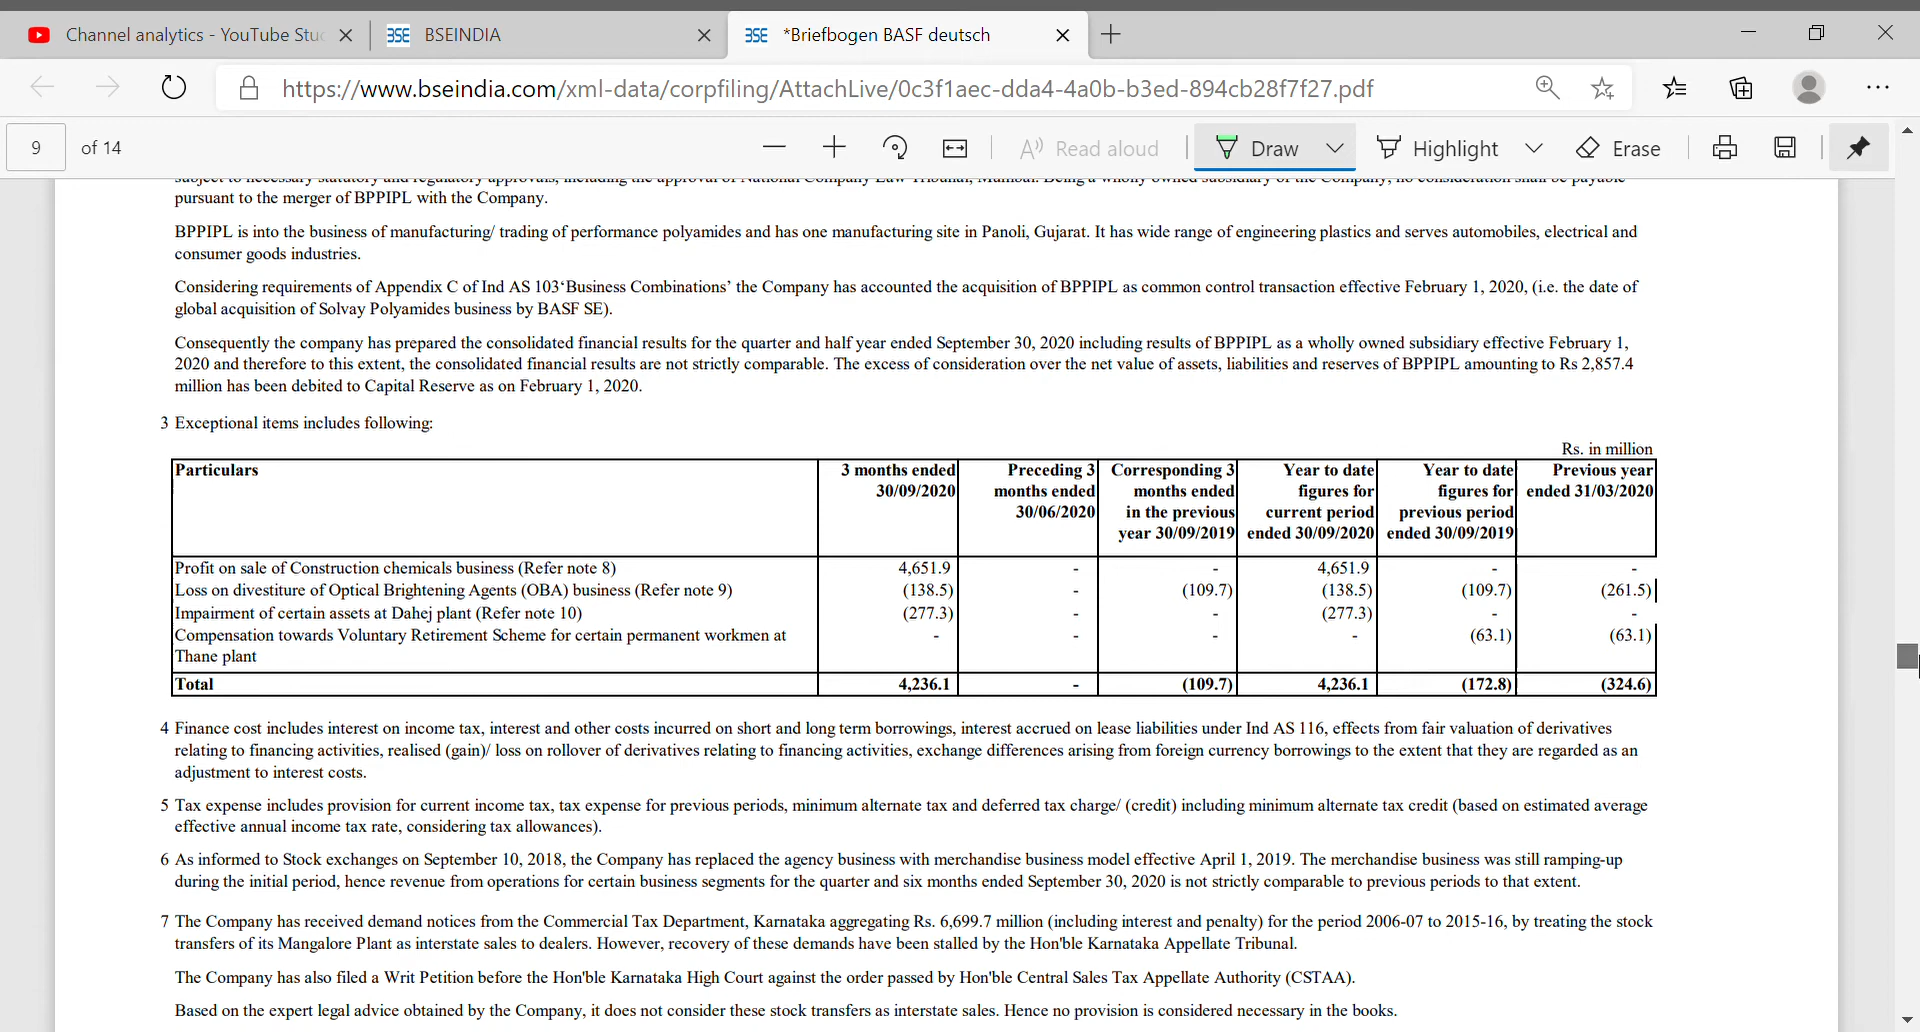 Channel analytics - YouTube Stu
BSE BSEINDIA
BSE *Briefbogen BASF deutsch
https://www.bseindia.com/xml-data/corpfiling/AttachLive/0c3f1aec-dda4-4a0b-b3ed-894cb28f7f27.pdf
9 of 14 Read aloud Draw Highlight Erase
subject to necessary statutory and regulatory approvals, including the approval of National Company Law Tribunal, Mumbai. Being a wholly owned subsidiary of the Company, no consideration shall be payable
pursuant to the merger of BPPIPL with the Company.
BPPIPL is into the business of manufacturing/ trading of performance polyamides and has one manufacturing site in Panoli, Gujarat. It has wide range of engineering plastics and serves automobiles, electrical and
consumer goods industries.
Considering requirements of Appendix C of Ind AS 103‘Business Combinations’ the Company has accounted the acquisition of BPPIPL as common control transaction effective February 1, 2020, (i.e. the date of
global acquisition of Solvay Polyamides business by BASF SE).
Consequently the company has prepared the consolidated financial results for the quarter and half year ended September 30, 2020 including results of BPPIPL as a wholly owned subsidiary effective February 1,
2020 and therefore to this extent, the consolidated financial results are not strictly comparable. The excess of consideration over the net value of assets, liabilities and reserves of BPPIPL amounting to Rs 2,857.4
million has been debited to Capital Reserve as on February 1, 2020.
3 Exceptional items includes following:
Rs. in million
Particulars 3 months ended Preceding 3 Corresponding 3 Year to date Year to date Previous year
30/09/2020 months ended months ended figures for figures for ended 31/03/2020
30/06/2020 in the previous current period previous period
year 30/09/2019 ended 30/09/2020 ended 30/09/2019
Profit on sale of Construction chemicals business (Refer note 8) 4,651.9 - - 4,651.9 - -
Loss on divestiture of Optical Brightening Agents (OBA) business (Refer note 9) (138.5) - (109.7) (138.5) (109.7) (261.5)
Impairment of certain assets at Dahej plant (Refer note 10) (277.3) - - (277.3) - -
Compensation towards Voluntary Retirement Scheme for certain permanent workmen at - - - - (63.1) (63.1)
Thane plant
Total 4,236.1 - (109.7) 4,236.1 (172.8) (324.6)
4 Finance cost includes interest on income tax, interest and other costs incurred on short and long term borrowings, interest accrued on lease liabilities under Ind AS 116, effects from fair valuation of derivatives
relating to financing activities, realised (gain)/ loss on rollover of derivatives relating to financing activities, exchange differences arising from foreign currency borrowings to the extent that they are regarded as an
adjustment to interest costs.
5 Tax expense includes provision for current income tax, tax expense for previous periods, minimum alternate tax and deferred tax charge/ (credit) including minimum alternate tax credit (based on estimated average
effective annual income tax rate, considering tax allowances).
6 As informed to Stock exchanges on September 10, 2018, the Company has replaced the agency business with merchandise business model effective April 1, 2019. The merchandise business was still ramping-up
during the initial period, hence revenue from operations for certain business segments for the quarter and six months ended September 30, 2020 is not strictly comparable to previous periods to that extent.
7 The Company has received demand notices from the Commercial Tax Department, Karnataka aggregating Rs. 6,699.7 million (including interest and penalty) for the period 2006-07 to 2015-16, by treating the stock
transfers of its Mangalore Plant as interstate sales to dealers. However, recovery of these demands have been stalled by the Hon'ble Karnataka Appellate Tribunal.
The Company has also filed a Writ Petition before the Hon'ble Karnataka High Court against the order passed by Hon'ble Central Sales Tax Appellate Authority (CSTAA).
Based on the expert legal advice obtained by the Company, it does not consider these stock transfers as interstate sales. Hence no provision is considered necessary in the books.